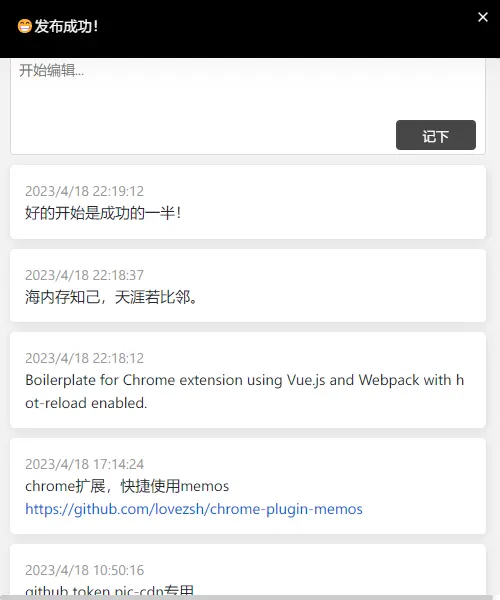 😁发布成功！
×
开始编辑...
记下
2023/4/18 22:19:12
好的开始是成功的一半！
2023/4/18 22:18:37
海内存知己，天涯若比邻。
2023/4/18 22:18:12
Boilerplate for Chrome extension using Vue.js and Webpack with h
ot-reload enabled.
2023/4/18 17:14:24
chrome扩展，快捷使用memos
https://github.com/lovezsh/chrome-plugin-memos
2023/4/18 10:50:16
github token pic-cdn专用